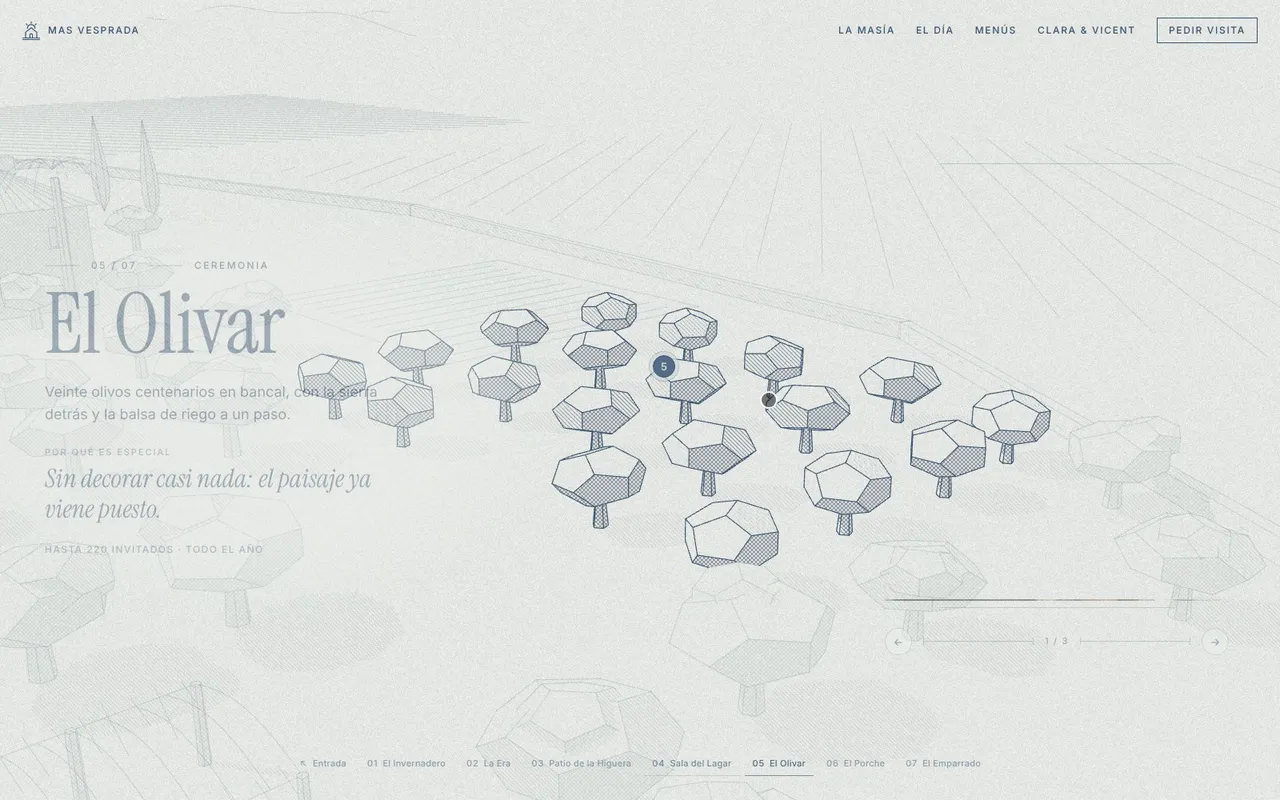 MAS VESPRADA
LA MASÍA EL DÍA MENÚS CLARA & VICENT PEDIR VISITA
05 / 07 CEREMONIA
El Olivar
Veinte olivos centenarios en bancal, con la sierra
detrás y la balsa de riego a un paso.
POR QUÉ ES ESPECIAL
Sin decorar casi nada: el paisaje ya
viene puesto.
HASTA 220 INVITADOS · TODO EL AÑO
5
← 1 / 3 →
↖ Entrada 01 El Invernadero 02 La Era 03 Patio de la Higuera 04 Sala del Lagar 05 El Olivar 06 El Porche 07 El Emparrado